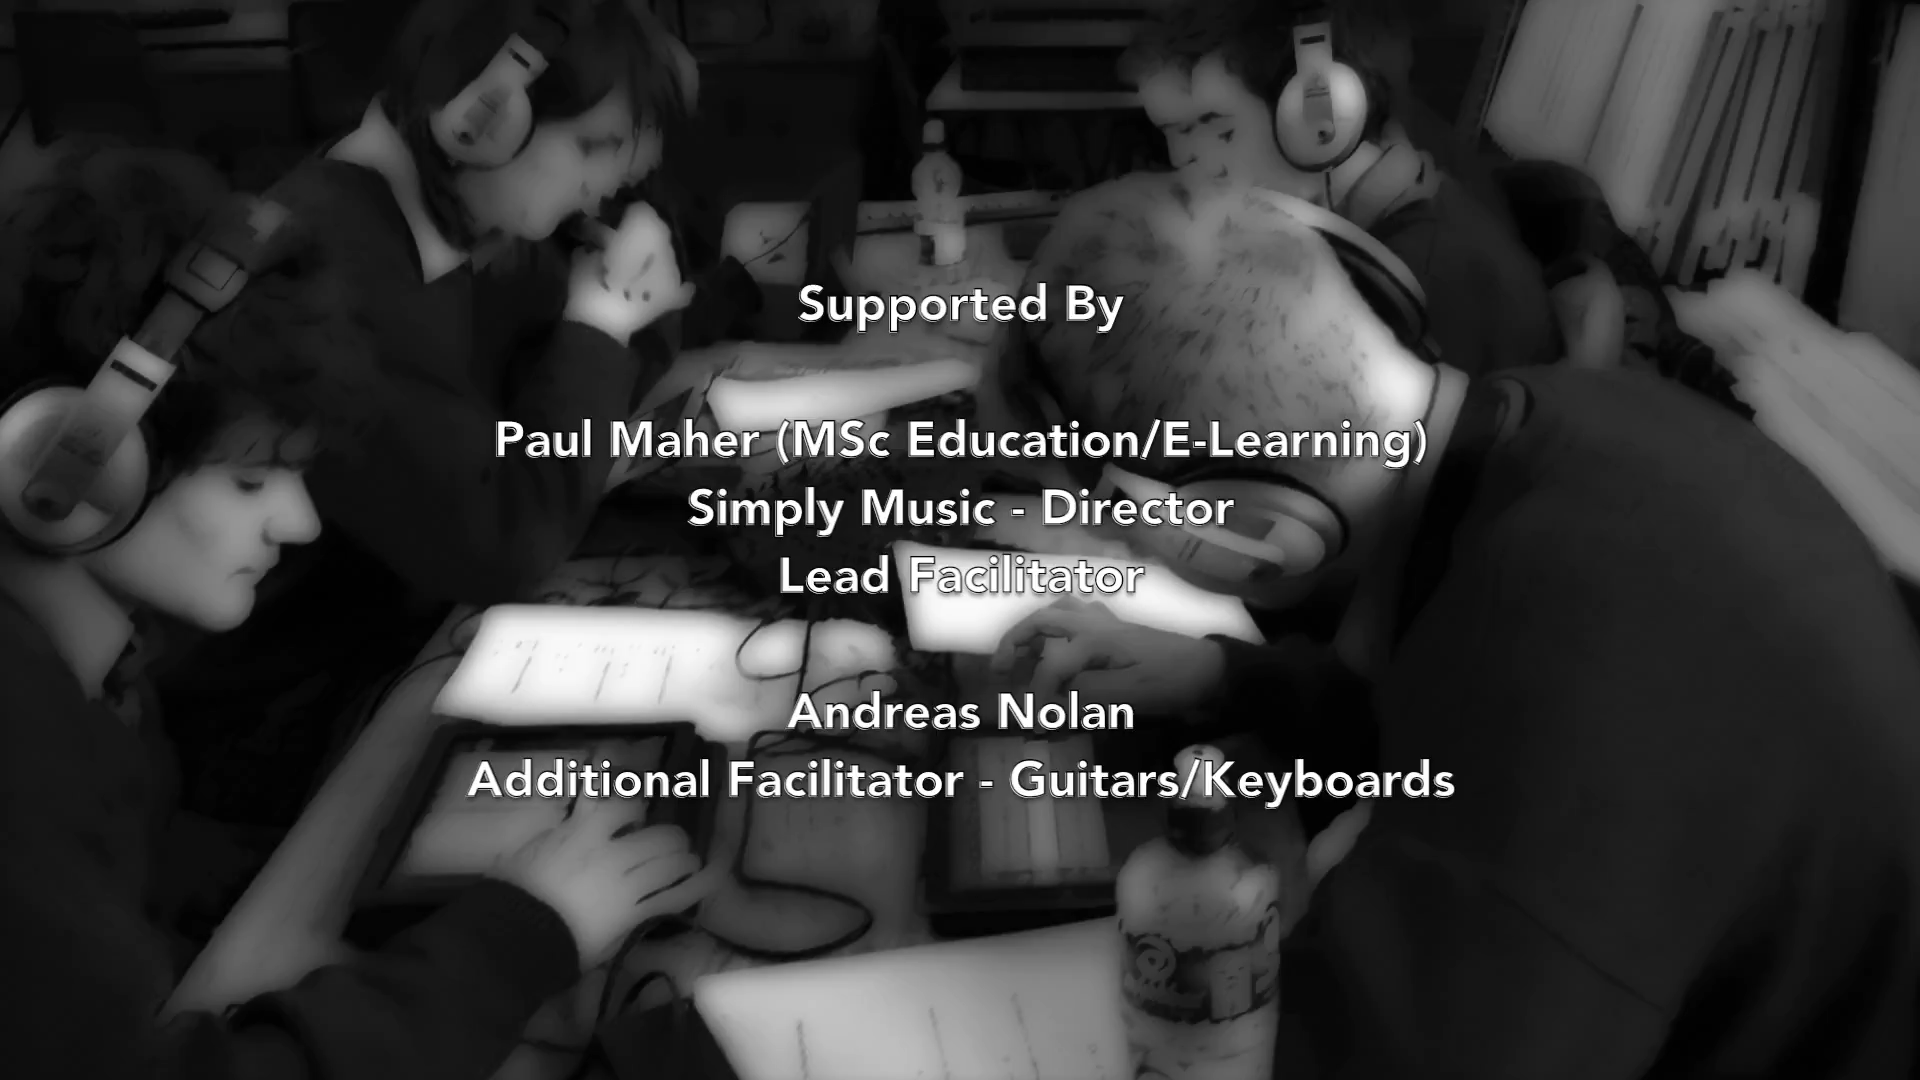 Supported By
Paul Maher (MSc Education/E-Learning)
Simply Music - Director
Lead Facilitator
Andreas Nolan
Additional Facilitator - Guitars/Keyboards